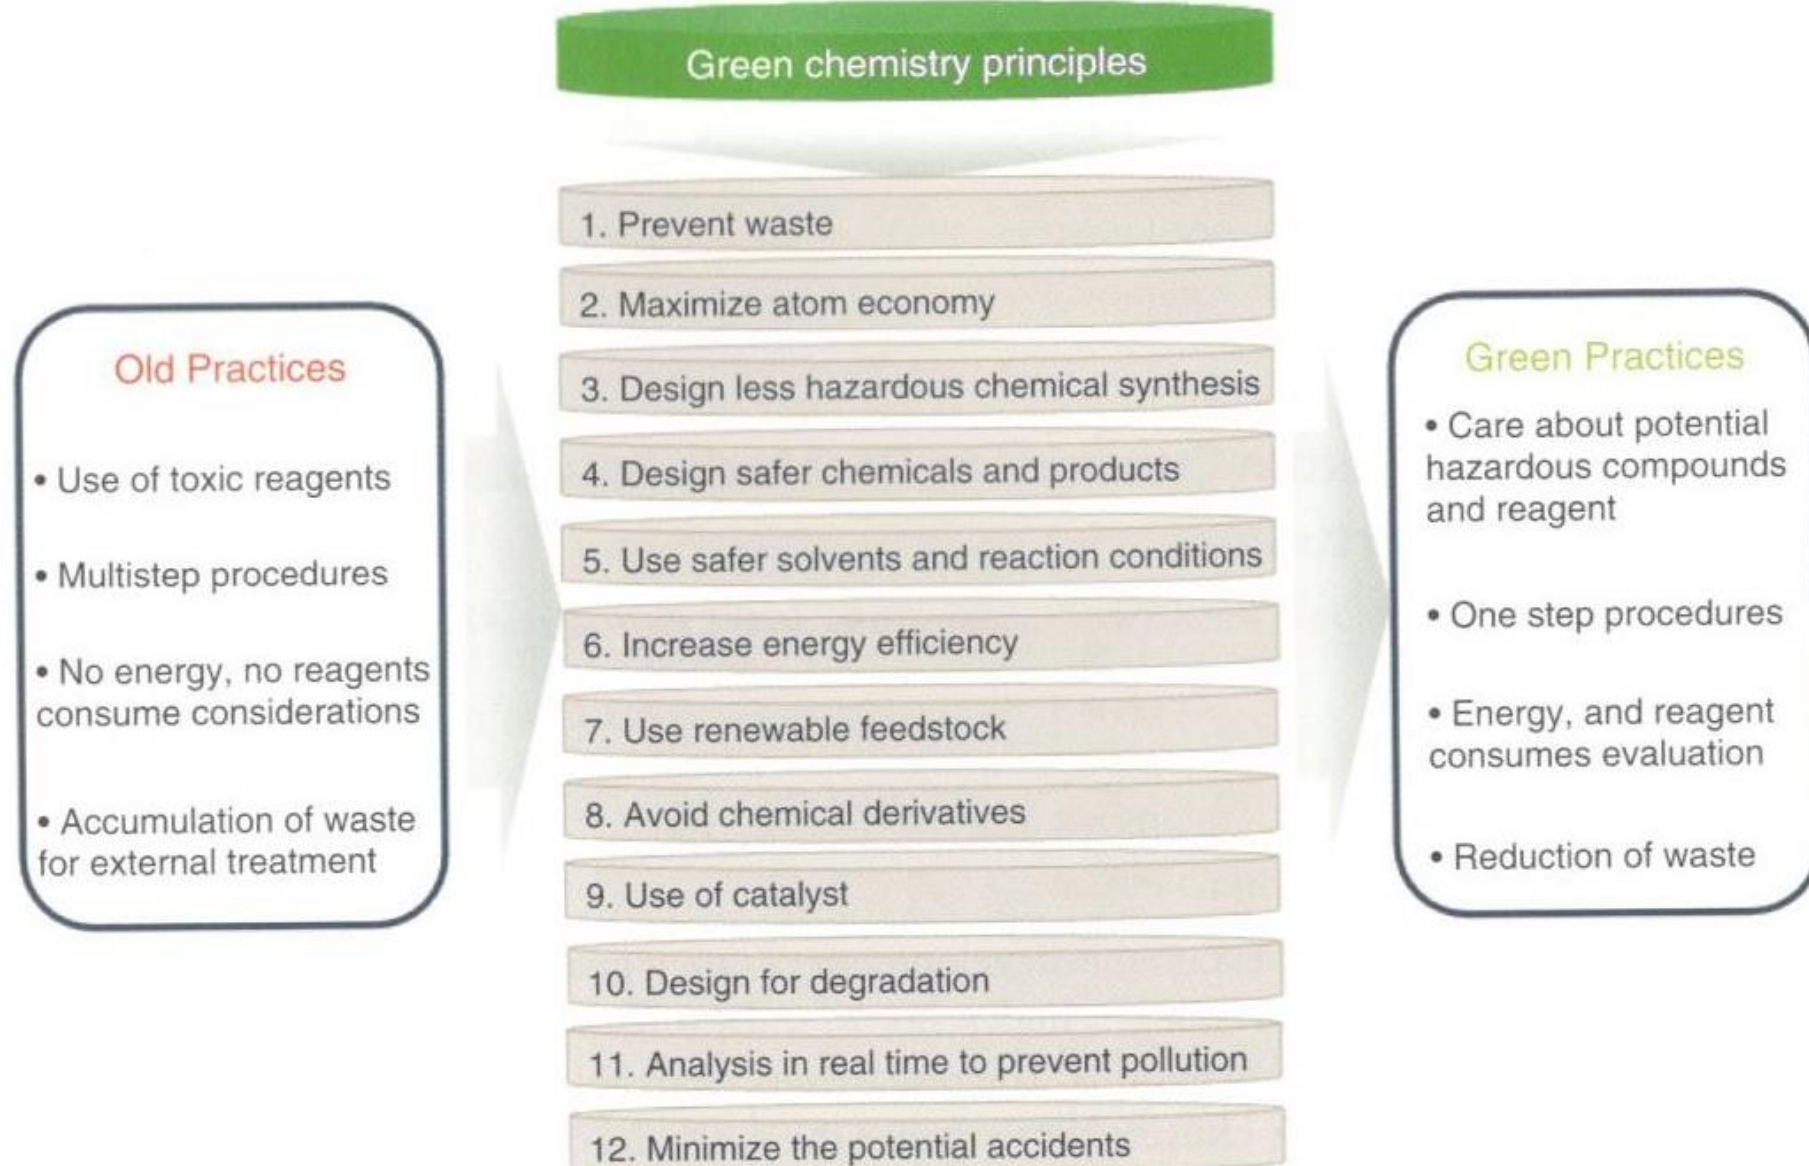 Green chemistry principles
1. Prevent waste
2. Maximize atom economy
3. Design less hazardous chemical synthesis
4. Design safer chemicals and products
5. Use safer solvents and reaction conditions
6. Increase energy efficiency
7. Use renewable feedstock
8. Avoid chemical derivatives
9. Use of catalyst
10. Design for degradation
11. Analysis in real time to prevent pollution
12. Minimize the potential accidents
Old Practices
• Use of toxic reagents
• Multistep procedures
• No energy, no reagents
consume considerations
• Accumulation of waste
for external treatment
Green Practices
• Care about potential
hazardous compounds
and reagent
• One step procedures
• Energy, and reagent
consumes evaluation
• Reduction of waste